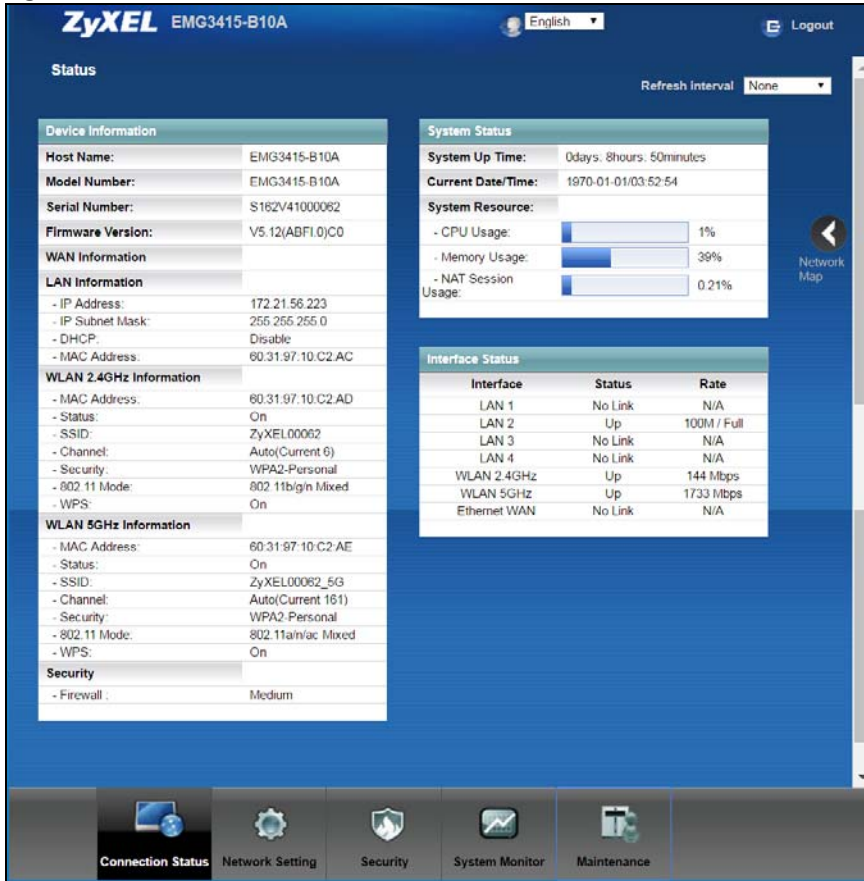 ZyXEL EMG3415-B10A
English
Logout
Status
Refresh Interval None
Device Information
Host Name: EMG3415-B10A
Model Number: EMG3415-B10A
Serial Number: S162V41000062
Firmware Version: V5.12(ABFI.0)C0
WAN Information
LAN Information
- IP Address: 172.21.56.223
- IP Subnet Mask: 255.255.255.0
- DHCP: Disable
- MAC Address: 60:31:97:10:C2:AC
WLAN 2.4GHz Information
- MAC Address: 60:31:97:10:C2:AD
- Status: On
- SSID: ZyXEL00062
- Channel: Auto(Current 6)
- Security: WPA2-Personal
- 802.11 Mode: 802.11b/g/n Mixed
- WPS: On
WLAN 5GHz Information
- MAC Address: 60:31:97:10:C2:AE
- Status: On
- SSID: ZyXEL00062_5G
- Channel: Auto(Current 161)
- Security: WPA2-Personal
- 802.11 Mode: 802.11a/n/ac Mixed
- WPS: On
Security
- Firewall : Medium
System Status
System Up Time: 0days: 8hours: 50minutes
Current Date/Time: 1970-01-01/03:52:54
System Resource:
- CPU Usage: 1%
- Memory Usage: 39%
- NAT Session
Usage: 0.21%
Interface Status
Interface Status Rate
LAN 1 No Link N/A
LAN 2 Up 100M / Full
LAN 3 No Link N/A
LAN 4 No Link N/A
WLAN 2.4GHz Up 144 Mbps
WLAN 5GHz Up 1733 Mbps
Ethernet WAN No Link N/A
Network
Map
Connection Status Network Setting Security System Monitor Maintenance